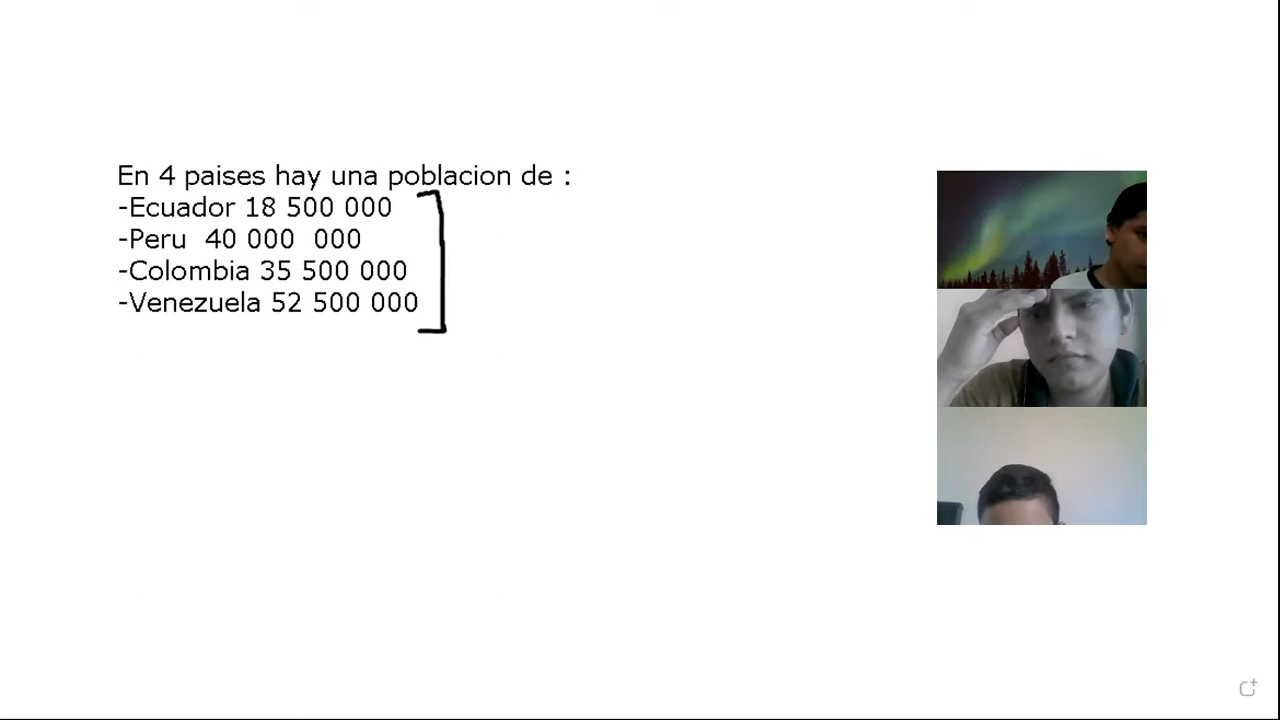 En 4 paises hay una poblacion de :
-Ecuador 18 500 000
-Peru  40 000  000
-Colombia 35 500 000
-Venezuela 52 500 000